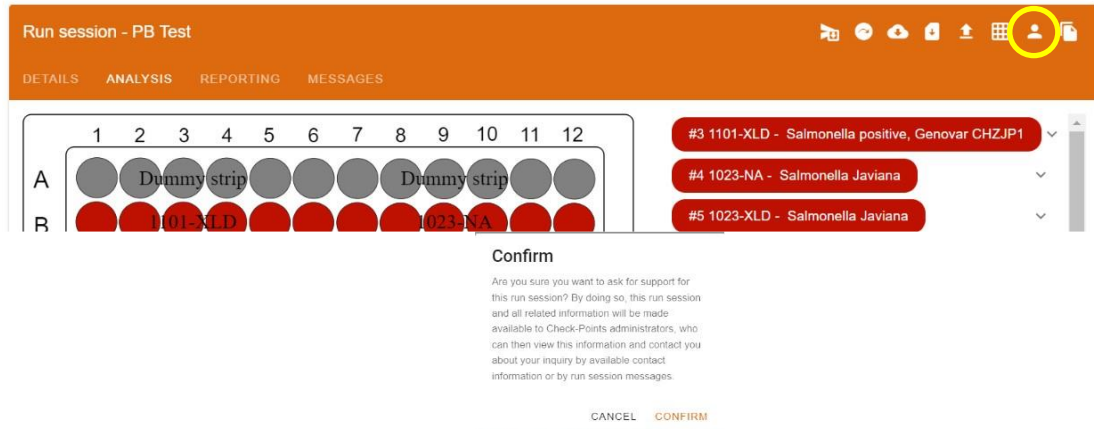 Run session - PB Test
DETAILS ANALYSIS REPORTING MESSAGES
1 2 3 4 5 6 7 8 9 10 11 12
A Dummy strip Dummy strip
B 1101-XLD 1023-NA
#3 1101-XLD - Salmonella positive, Genovar CHZJP1
#4 1023-NA - Salmonella Javiana
#5 1023-XLD - Salmonella Javiana
Confirm
Are you sure you want to ask for support for
this run session? By doing so, this run session
and all related information will be made
available to Check-Points administrators, who
can then view this information and contact you
about your inquiry by available contact
information or by run session messages.
CANCEL CONFIRM